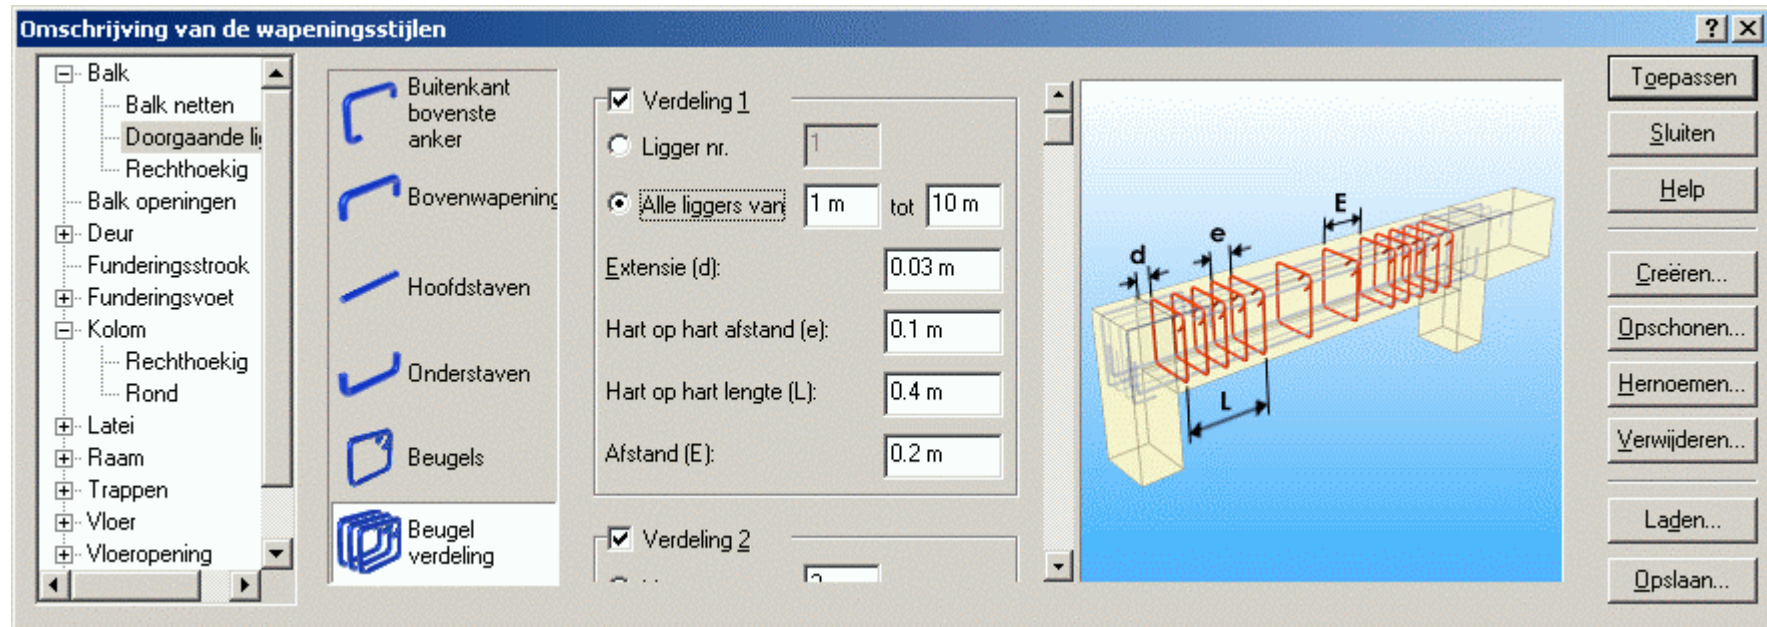 Omschrijving van de wapeningsstijlen
Balk
Balk netten
Doorgaande li
Rechthoekig
Balk openingen
Deur
Funderingsstrook
Funderingsvoet
Kolom
Rechthoekig
Rond
Latei
Raam
Trappen
Vloer
Vloeropening
Buitenkant
bovenste
anker
Bovenwapening
Hoofdstaven
Onderstaven
Beugels
Beugel
verdeling
Verdeling 1
Ligger nr. 1
Alle liggers van 1 m tot 10 m
Extensie (d): 0.03 m
Hart op hart afstand (e): 0.1 m
Hart op hart lengte (L): 0.4 m
Afstand (E): 0.2 m
Verdeling 2
E
e
d
L
Toepassen
Sluiten
Help
Creëren...
Opschonen...
Hernoemen...
Verwijderen...
Laden...
Opslaan...